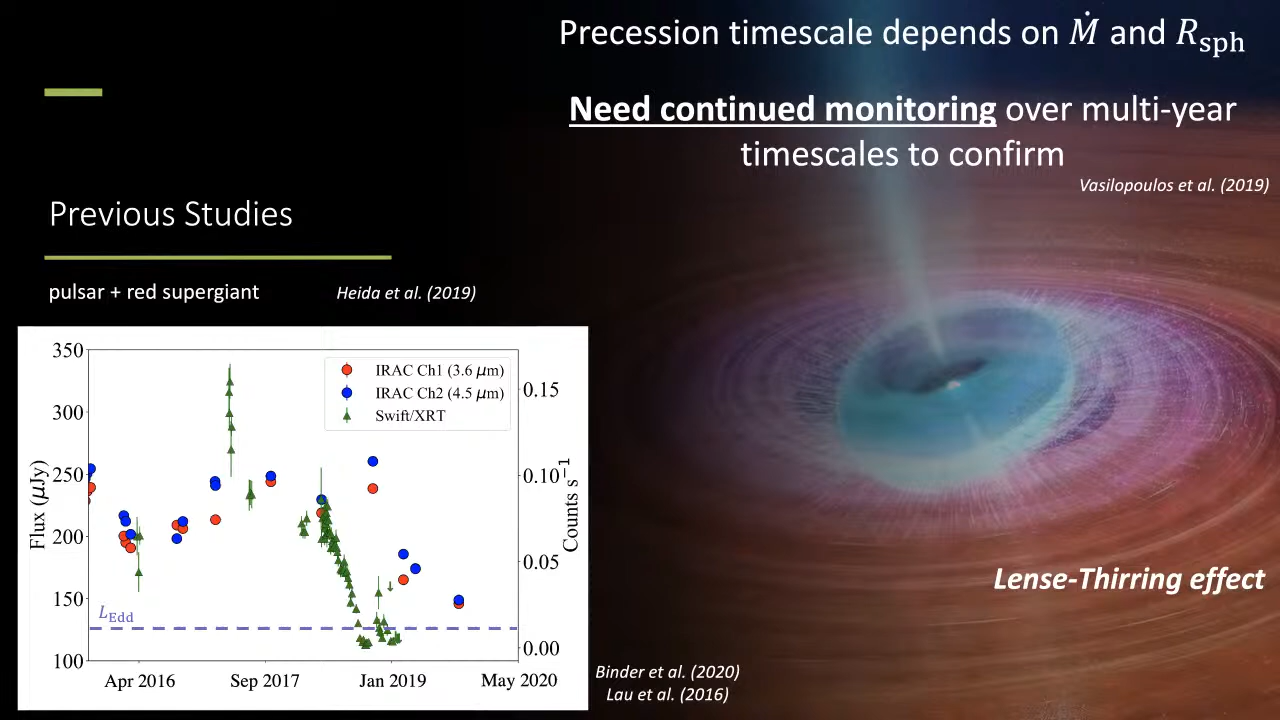 Precession timescale depends on Ṁ and R_sph
Need continued monitoring over multi-year
timescales to confirm
Vasilopoulos et al. (2019)
Previous Studies
pulsar + red supergiant
Heida et al. (2019)
350
300
250
200
150
100
Flux (μJy)
IRAC Ch1 (3.6 μm)
IRAC Ch2 (4.5 μm)
Swift/XRT
0.15
0.10
0.05
0.00
Counts s⁻¹
L_Edd
Apr 2016
Sep 2017
Jan 2019
May 2020
Lense-Thirring effect
Binder et al. (2020)
Lau et al. (2016)